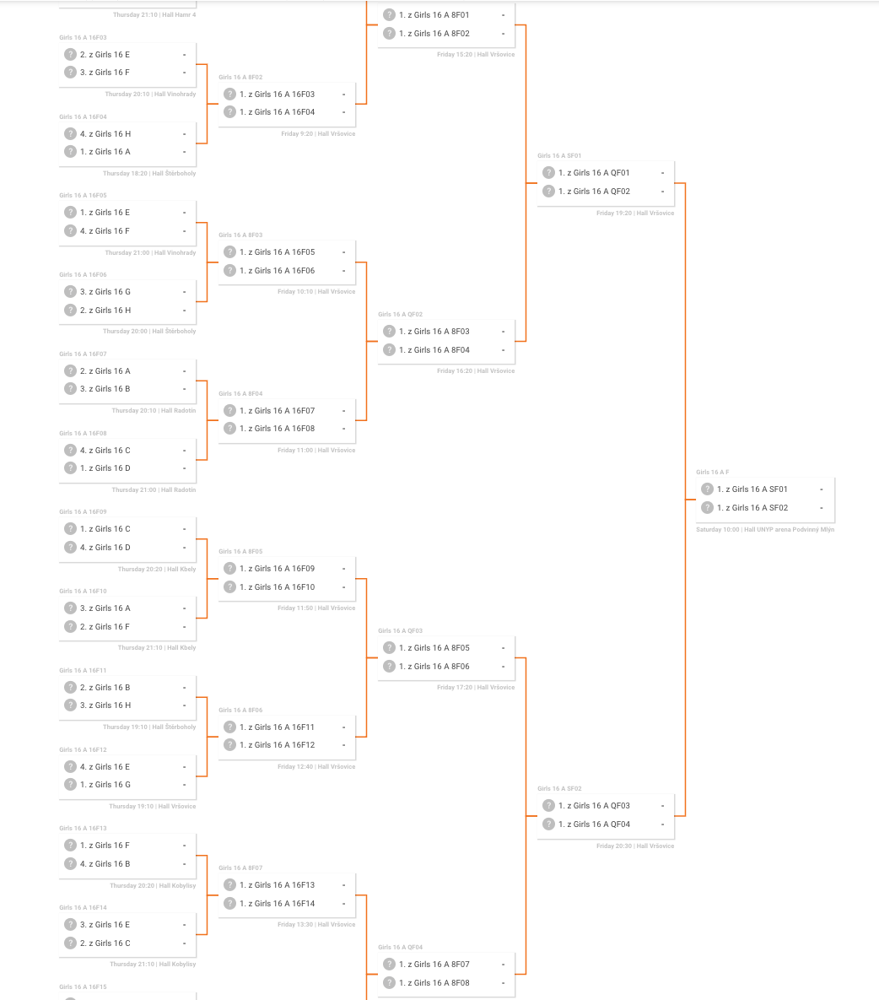 Thursday 21:10 | Hall Hamr 4
Girls 16 A 16F03
? 2. z Girls 16 E -
? 3. z Girls 16 F -
Thursday 20:10 | Hall Vinohrady
Girls 16 A 16F04
? 4. z Girls 16 H -
? 1. z Girls 16 A -
Thursday 18:20 | Hall Štěrboholy
Girls 16 A 16F05
? 1. z Girls 16 E -
? 4. z Girls 16 F -
Thursday 21:00 | Hall Vinohrady
Girls 16 A 16F06
? 3. z Girls 16 G -
? 2. z Girls 16 H -
Thursday 20:00 | Hall Štěrboholy
Girls 16 A 16F07
? 2. z Girls 16 A -
? 3. z Girls 16 B -
Thursday 20:10 | Hall Radotín
Girls 16 A 16F08
? 4. z Girls 16 C -
? 1. z Girls 16 D -
Thursday 21:00 | Hall Radotín
Girls 16 A 16F09
? 1. z Girls 16 C -
? 4. z Girls 16 D -
Thursday 20:20 | Hall Kbely
Girls 16 A 16F10
? 3. z Girls 16 A -
? 2. z Girls 16 F -
Thursday 21:10 | Hall Kbely
Girls 16 A 16F11
? 2. z Girls 16 B -
? 3. z Girls 16 H -
Thursday 19:10 | Hall Štěrboholy
Girls 16 A 16F12
? 4. z Girls 16 E -
? 1. z Girls 16 G -
Thursday 19:10 | Hall Vršovice
Girls 16 A 16F13
? 1. z Girls 16 F -
? 4. z Girls 16 B -
Thursday 20:20 | Hall Kobylisy
Girls 16 A 16F14
? 3. z Girls 16 E -
? 2. z Girls 16 C -
Thursday 21:10 | Hall Kobylisy
Girls 16 A 16F15
Girls 16 A 8F02
? 1. z Girls 16 A 16F03 -
? 1. z Girls 16 A 16F04 -
Friday 9:20 | Hall Vršovice
Girls 16 A 8F03
? 1. z Girls 16 A 16F05 -
? 1. z Girls 16 A 16F06 -
Friday 10:10 | Hall Vršovice
Girls 16 A 8F04
? 1. z Girls 16 A 16F07 -
? 1. z Girls 16 A 16F08 -
Friday 11:00 | Hall Vršovice
Girls 16 A 8F05
? 1. z Girls 16 A 16F09 -
? 1. z Girls 16 A 16F10 -
Friday 11:50 | Hall Vršovice
Girls 16 A 8F06
? 1. z Girls 16 A 16F11 -
? 1. z Girls 16 A 16F12 -
Friday 12:40 | Hall Vršovice
Girls 16 A 8F07
? 1. z Girls 16 A 16F13 -
? 1. z Girls 16 A 16F14 -
Friday 13:30 | Hall Vršovice
? 1. z Girls 16 A 8F01 -
? 1. z Girls 16 A 8F02 -
Friday 15:20 | Hall Vršovice
Girls 16 A QF02
? 1. z Girls 16 A 8F03 -
? 1. z Girls 16 A 8F04 -
Friday 16:20 | Hall Vršovice
Girls 16 A QF03
? 1. z Girls 16 A 8F05 -
? 1. z Girls 16 A 8F06 -
Friday 17:20 | Hall Vršovice
Girls 16 A QF04
? 1. z Girls 16 A 8F07 -
? 1. z Girls 16 A 8F08 -
Girls 16 A SF01
? 1. z Girls 16 A QF01 -
? 1. z Girls 16 A QF02 -
Friday 19:20 | Hall Vršovice
Girls 16 A SF02
? 1. z Girls 16 A QF03 -
? 1. z Girls 16 A QF04 -
Friday 20:30 | Hall Vršovice
Girls 16 A F
? 1. z Girls 16 A SF01 -
? 1. z Girls 16 A SF02 -
Saturday 10:00 | Hall UNYP arena Podvinný Mlýn